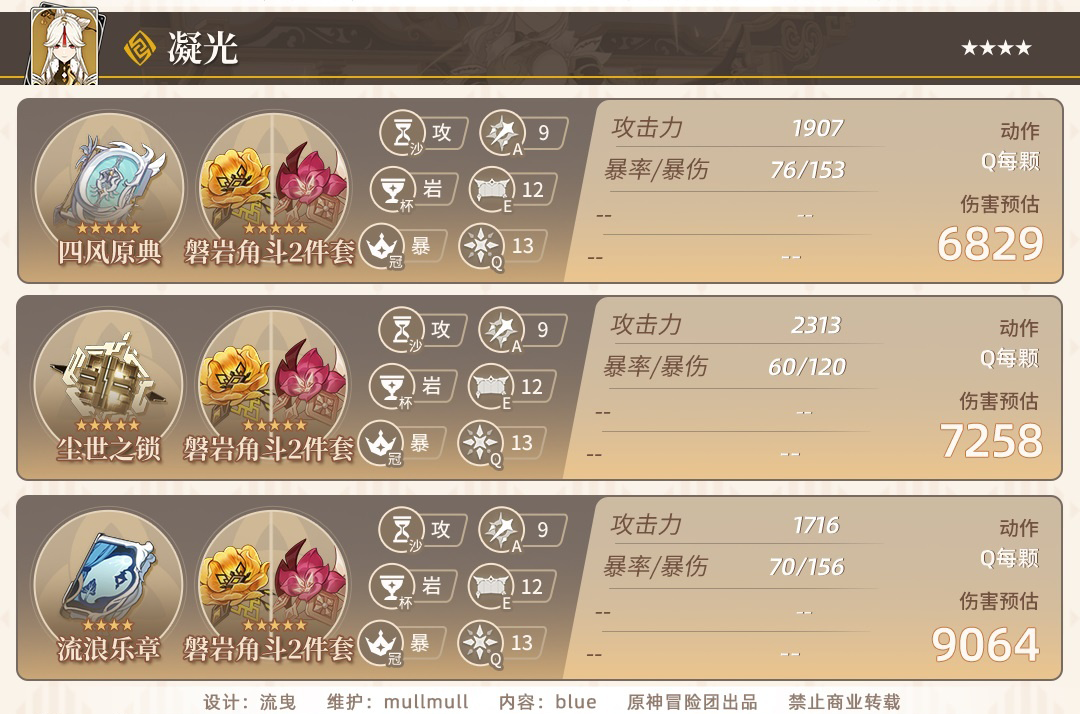 凝光
★★★★
四风原典
磐岩角斗2件套
沙 攻
A 9
杯 岩
E 12
冠 暴
Q 13
攻击力 1907
暴率/暴伤 76/153
-- --
-- --
动作
Q每颗
伤害预估
6829
尘世之锁
磐岩角斗2件套
沙 攻
A 9
杯 岩
E 12
冠 暴
Q 13
攻击力 2313
暴率/暴伤 60/120
-- --
-- --
动作
Q每颗
伤害预估
7258
流浪乐章
磐岩角斗2件套
沙 攻
A 9
杯 岩
E 12
冠 暴
Q 13
攻击力 1716
暴率/暴伤 70/156
-- --
-- --
动作
Q每颗
伤害预估
9064
设计：流曳 维护：mullmull 内容：blue 原神冒险团出品 禁止商业转载